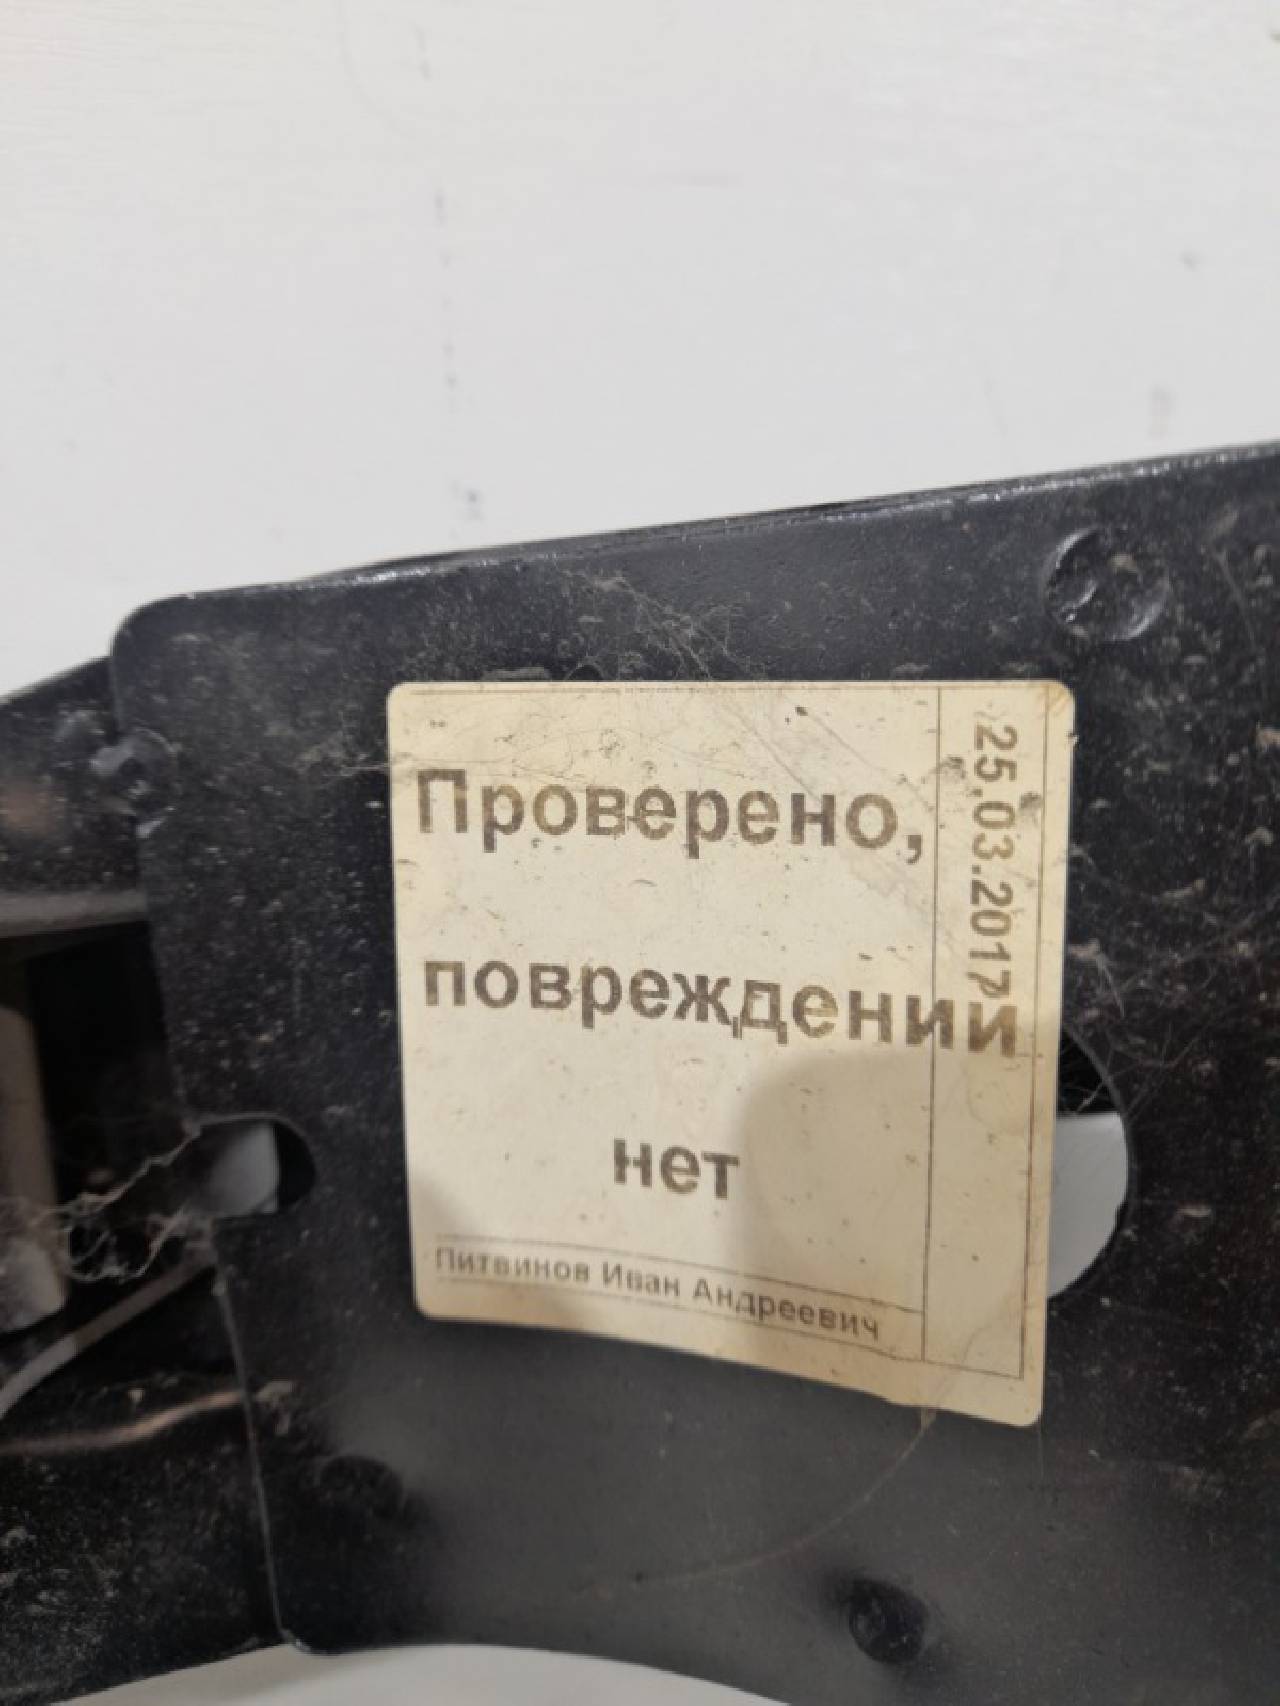 Проверено,
повреждений
нет
Питвинов Иван Андреевич
25.03.2017